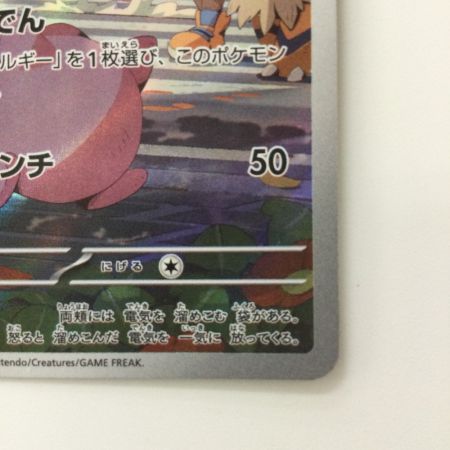 でん
ルギー」を1枚選び、このポケモン
ンチ 50
にげる
両頬には 電気を 溜めこむ 袋がある。
怒ると 溜めこんだ 電気を 一気に 放ってくる。
ntendo/Creatures/GAME FREAK.